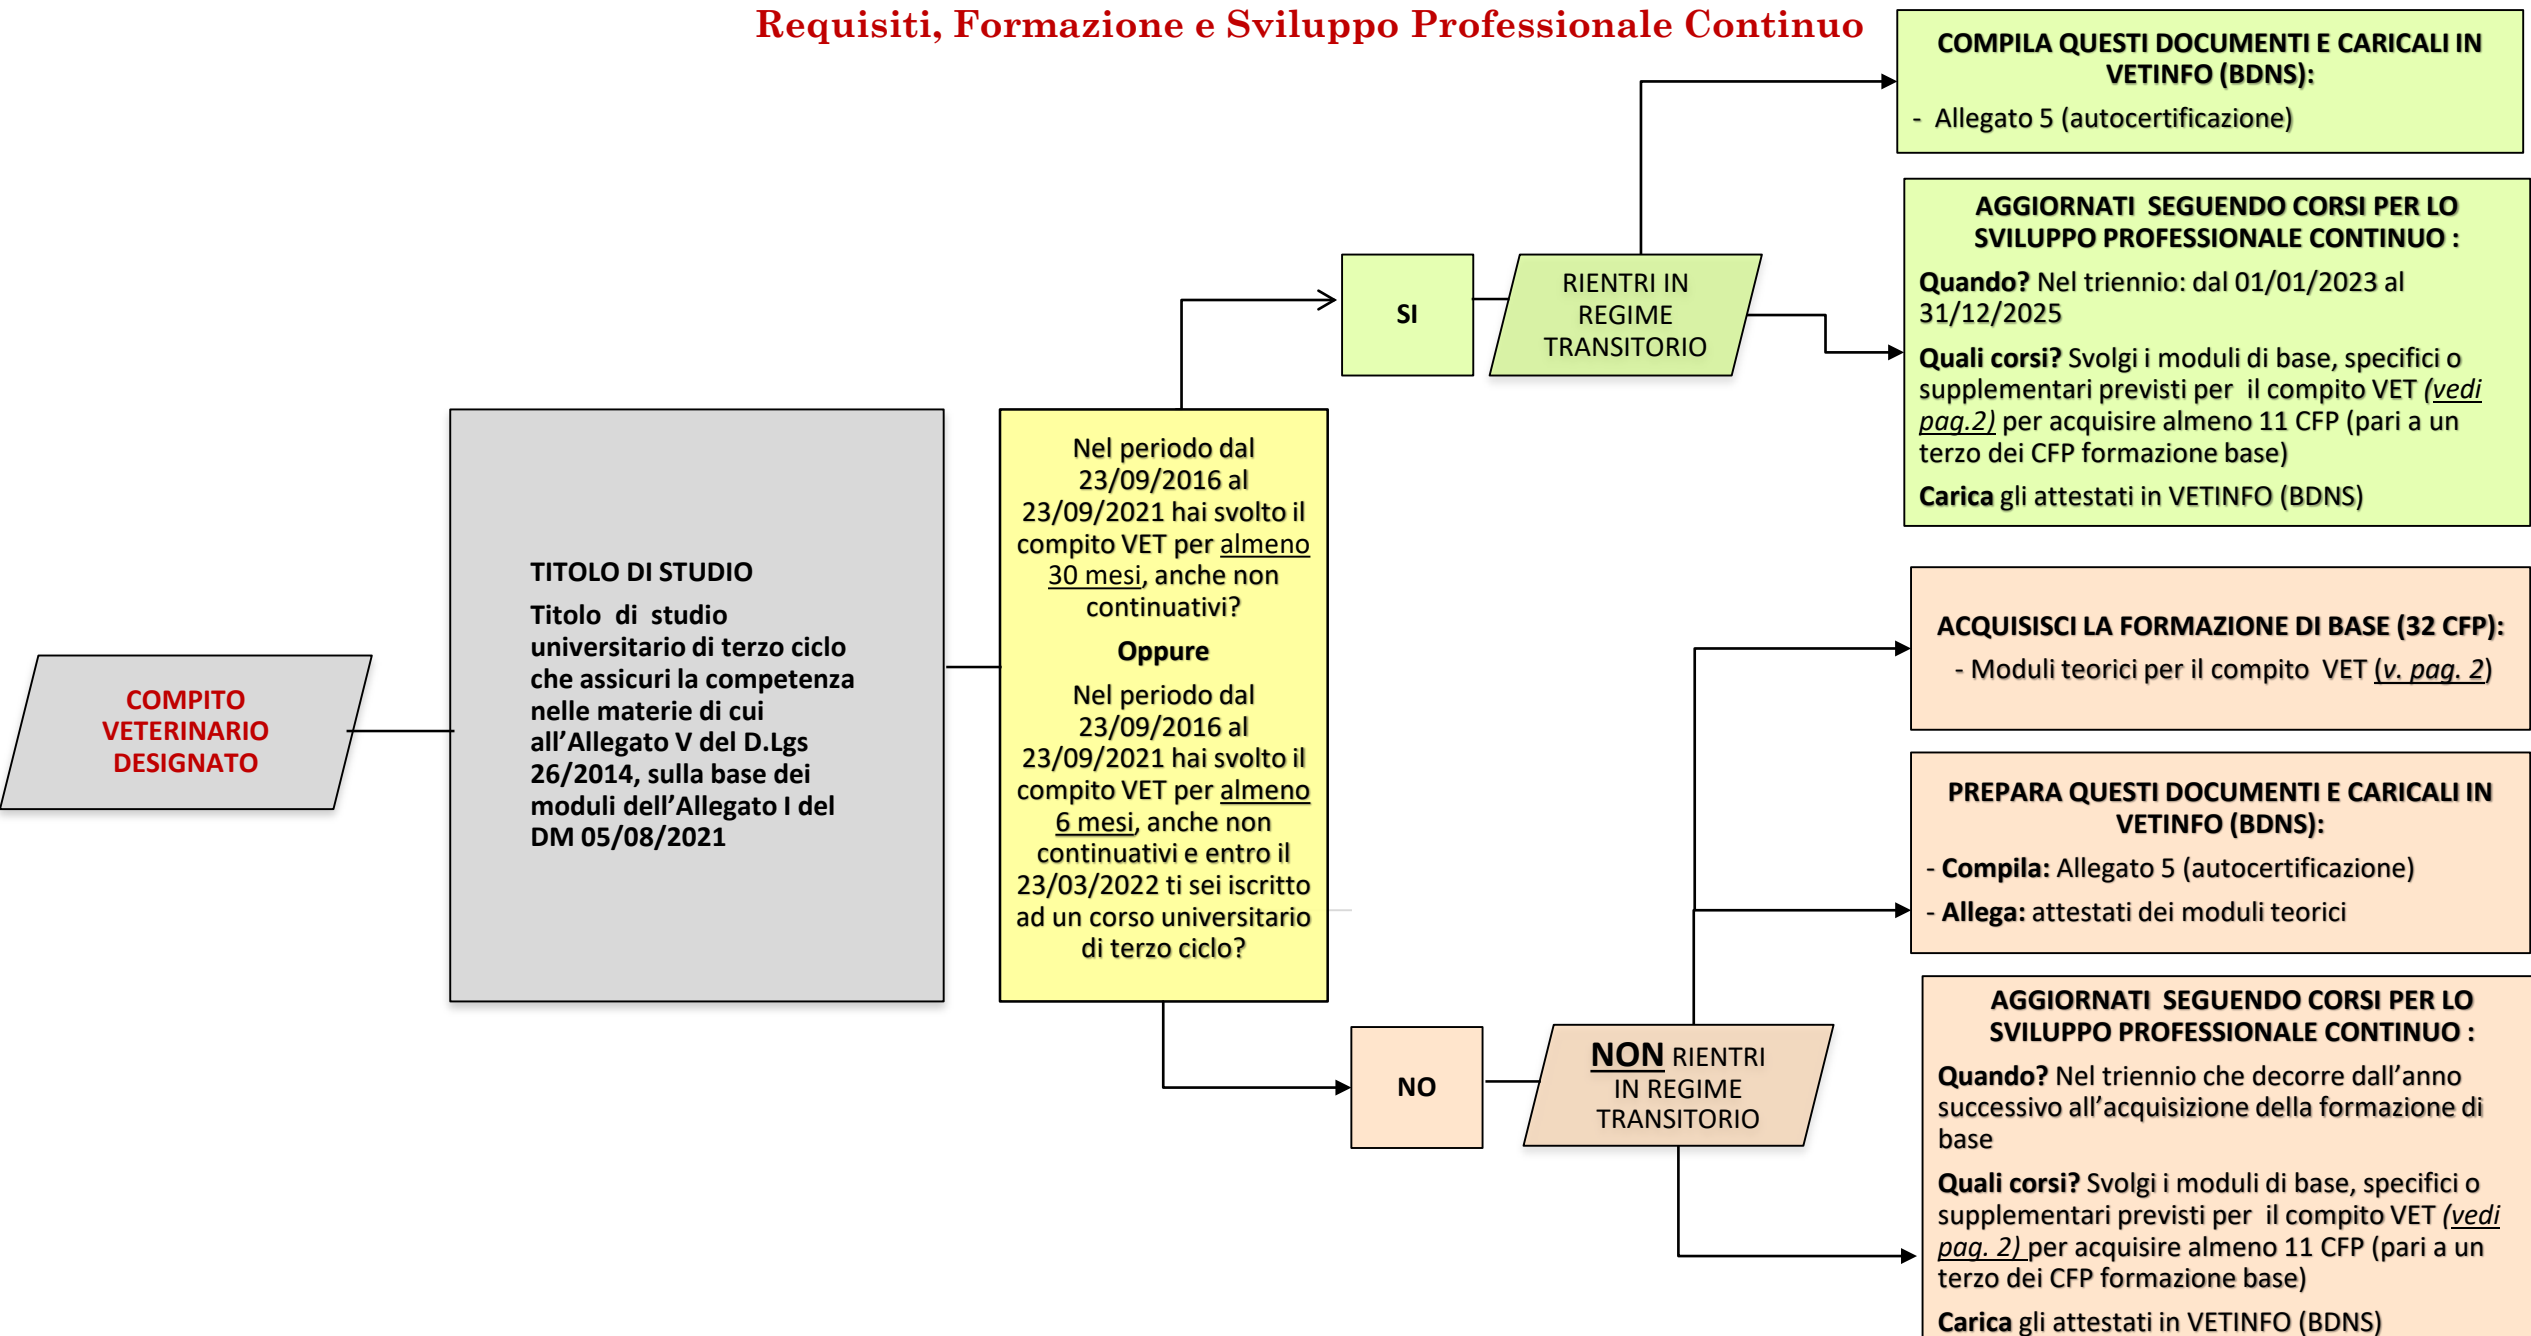 Requisiti, Formazione e Sviluppo Professionale Continuo
COMPITO
VETERINARIO
DESIGNATO
TITOLO DI STUDIO
Titolo di studio
universitario di terzo ciclo
che assicuri la competenza
nelle materie di cui
all’Allegato V del D.Lgs
26/2014, sulla base dei
moduli dell’Allegato I del
DM 05/08/2021
Nel periodo dal
23/09/2016 al
23/09/2021 hai svolto il
compito VET per almeno
30 mesi, anche non
continuativi?
Oppure
Nel periodo dal
23/09/2016 al
23/09/2021 hai svolto il
compito VET per almeno
6 mesi, anche non
continuativi e entro il
23/03/2022 ti sei iscritto
ad un corso universitario
di terzo ciclo?
SI
RIENTRI IN
REGIME
TRANSITORIO
COMPILA QUESTI DOCUMENTI E CARICALI IN
VETINFO (BDNS):
- Allegato 5 (autocertificazione)
AGGIORNATI SEGUENDO CORSI PER LO
SVILUPPO PROFESSIONALE CONTINUO :
Quando? Nel triennio: dal 01/01/2023 al
31/12/2025
Quali corsi? Svolgi i moduli di base, specifici o
supplementari previsti per il compito VET (vedi
pag.2) per acquisire almeno 11 CFP (pari a un
terzo dei CFP formazione base)
Carica gli attestati in VETINFO (BDNS)
NO
NON RIENTRI
IN REGIME
TRANSITORIO
ACQUISISCI LA FORMAZIONE DI BASE (32 CFP):
- Moduli teorici per il compito VET (v. pag. 2)
PREPARA QUESTI DOCUMENTI E CARICALI IN
VETINFO (BDNS):
- Compila: Allegato 5 (autocertificazione)
- Allega: attestati dei moduli teorici
AGGIORNATI SEGUENDO CORSI PER LO
SVILUPPO PROFESSIONALE CONTINUO :
Quando? Nel triennio che decorre dall’anno
successivo all’acquisizione della formazione di
base
Quali corsi? Svolgi i moduli di base, specifici o
supplementari previsti per il compito VET (vedi
pag. 2) per acquisire almeno 11 CFP (pari a un
terzo dei CFP formazione base)
Carica gli attestati in VETINFO (BDNS)